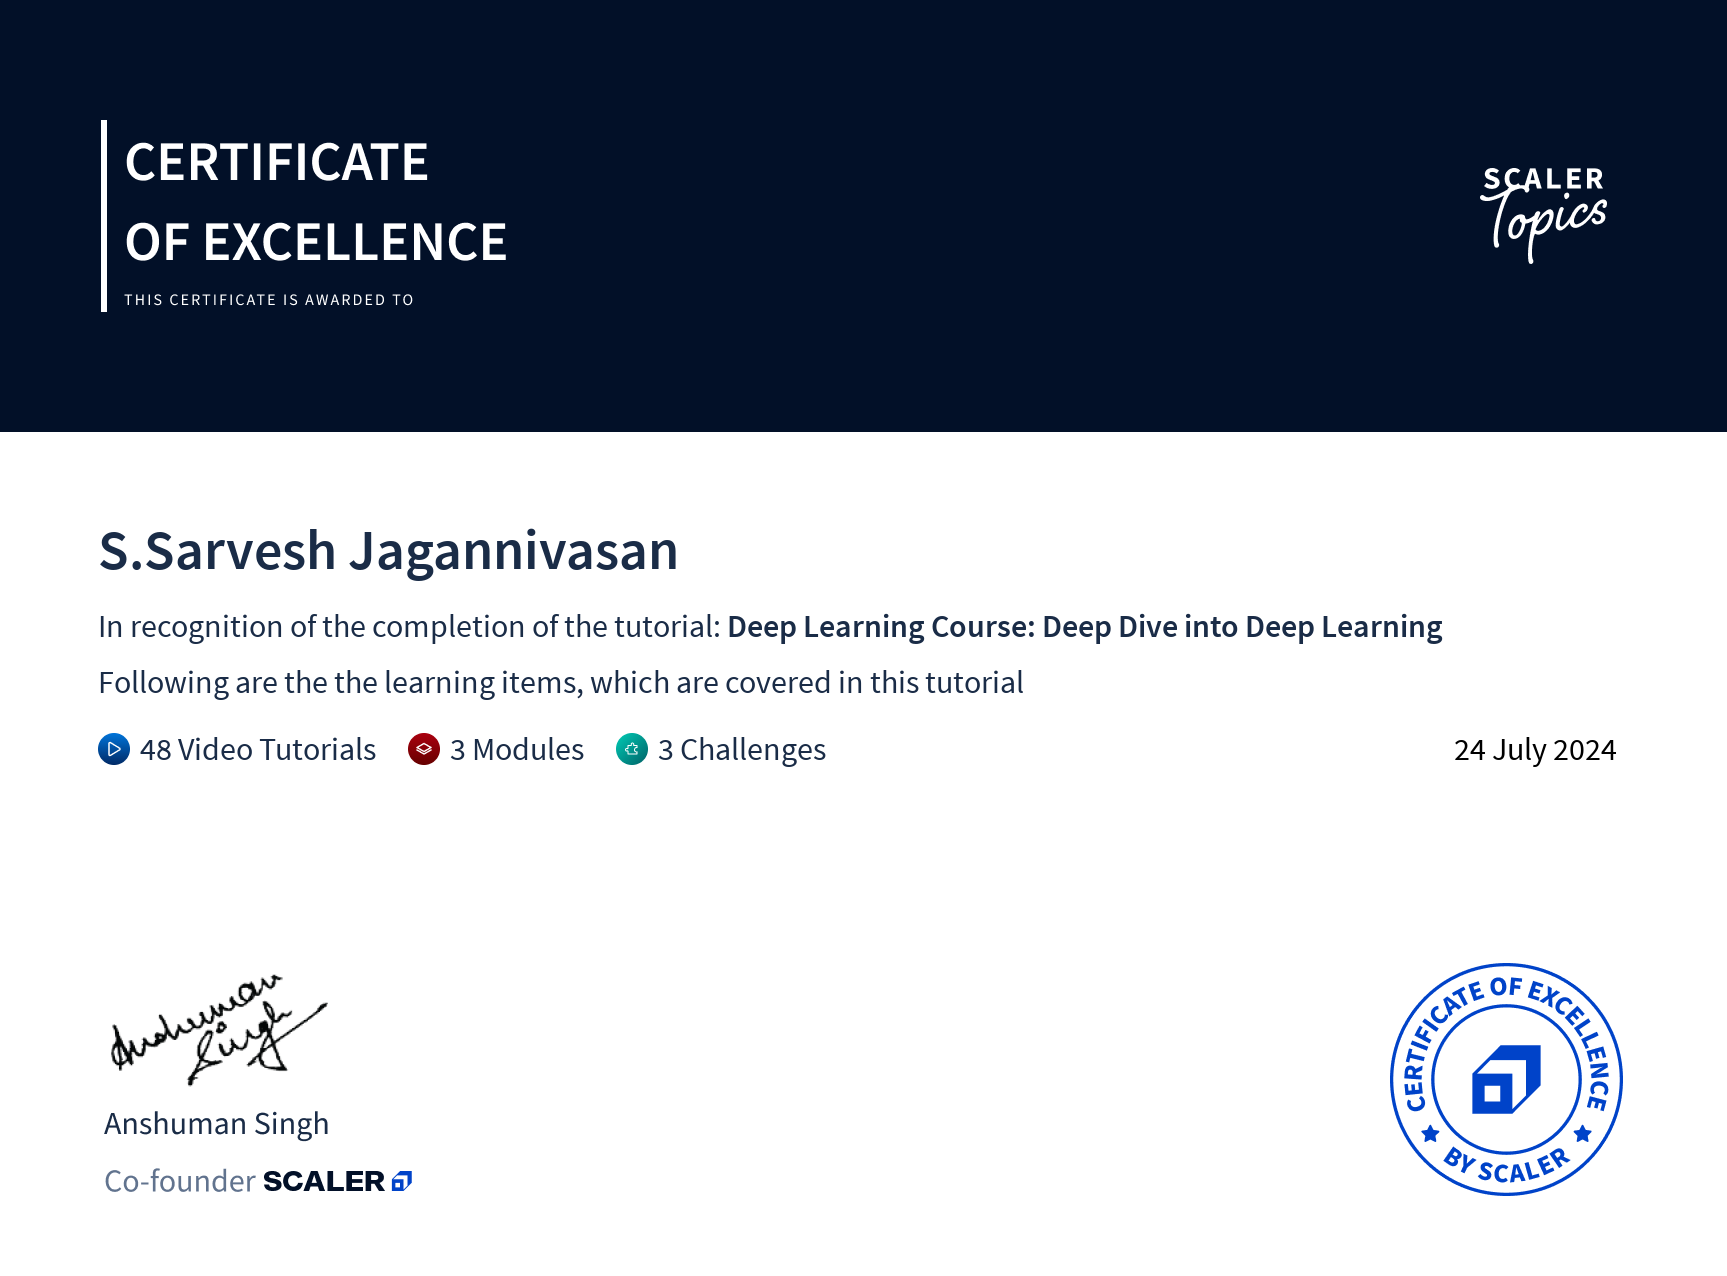 CERTIFICATE
OF EXCELLENCE
THIS CERTIFICATE IS AWARDED TO
SCALER
Topics
S.Sarvesh Jagannivasan
In recognition of the completion of the tutorial: Deep Learning Course: Deep Dive into Deep Learning
Following are the the learning items, which are covered in this tutorial
48 Video Tutorials 3 Modules 3 Challenges 24 July 2024
Anshuman
Singh
Anshuman Singh
Co-founder SCALER
CERTIFICATE OF EXCELLENCE
BY SCALER